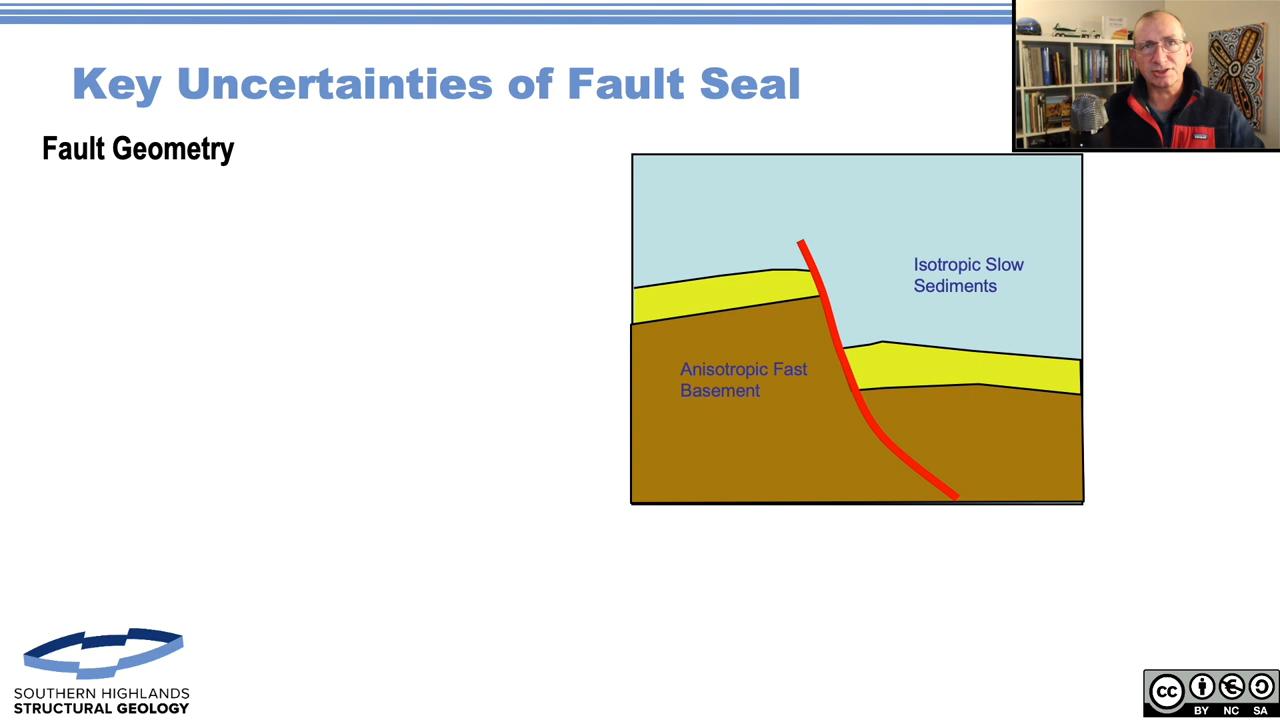 Key Uncertainties of Fault Seal
Fault Geometry
Isotropic Slow
Sediments
Anisotropic Fast
Basement
SOUTHERN HIGHLANDS
STRUCTURAL GEOLOGY
cc
BY NC SA